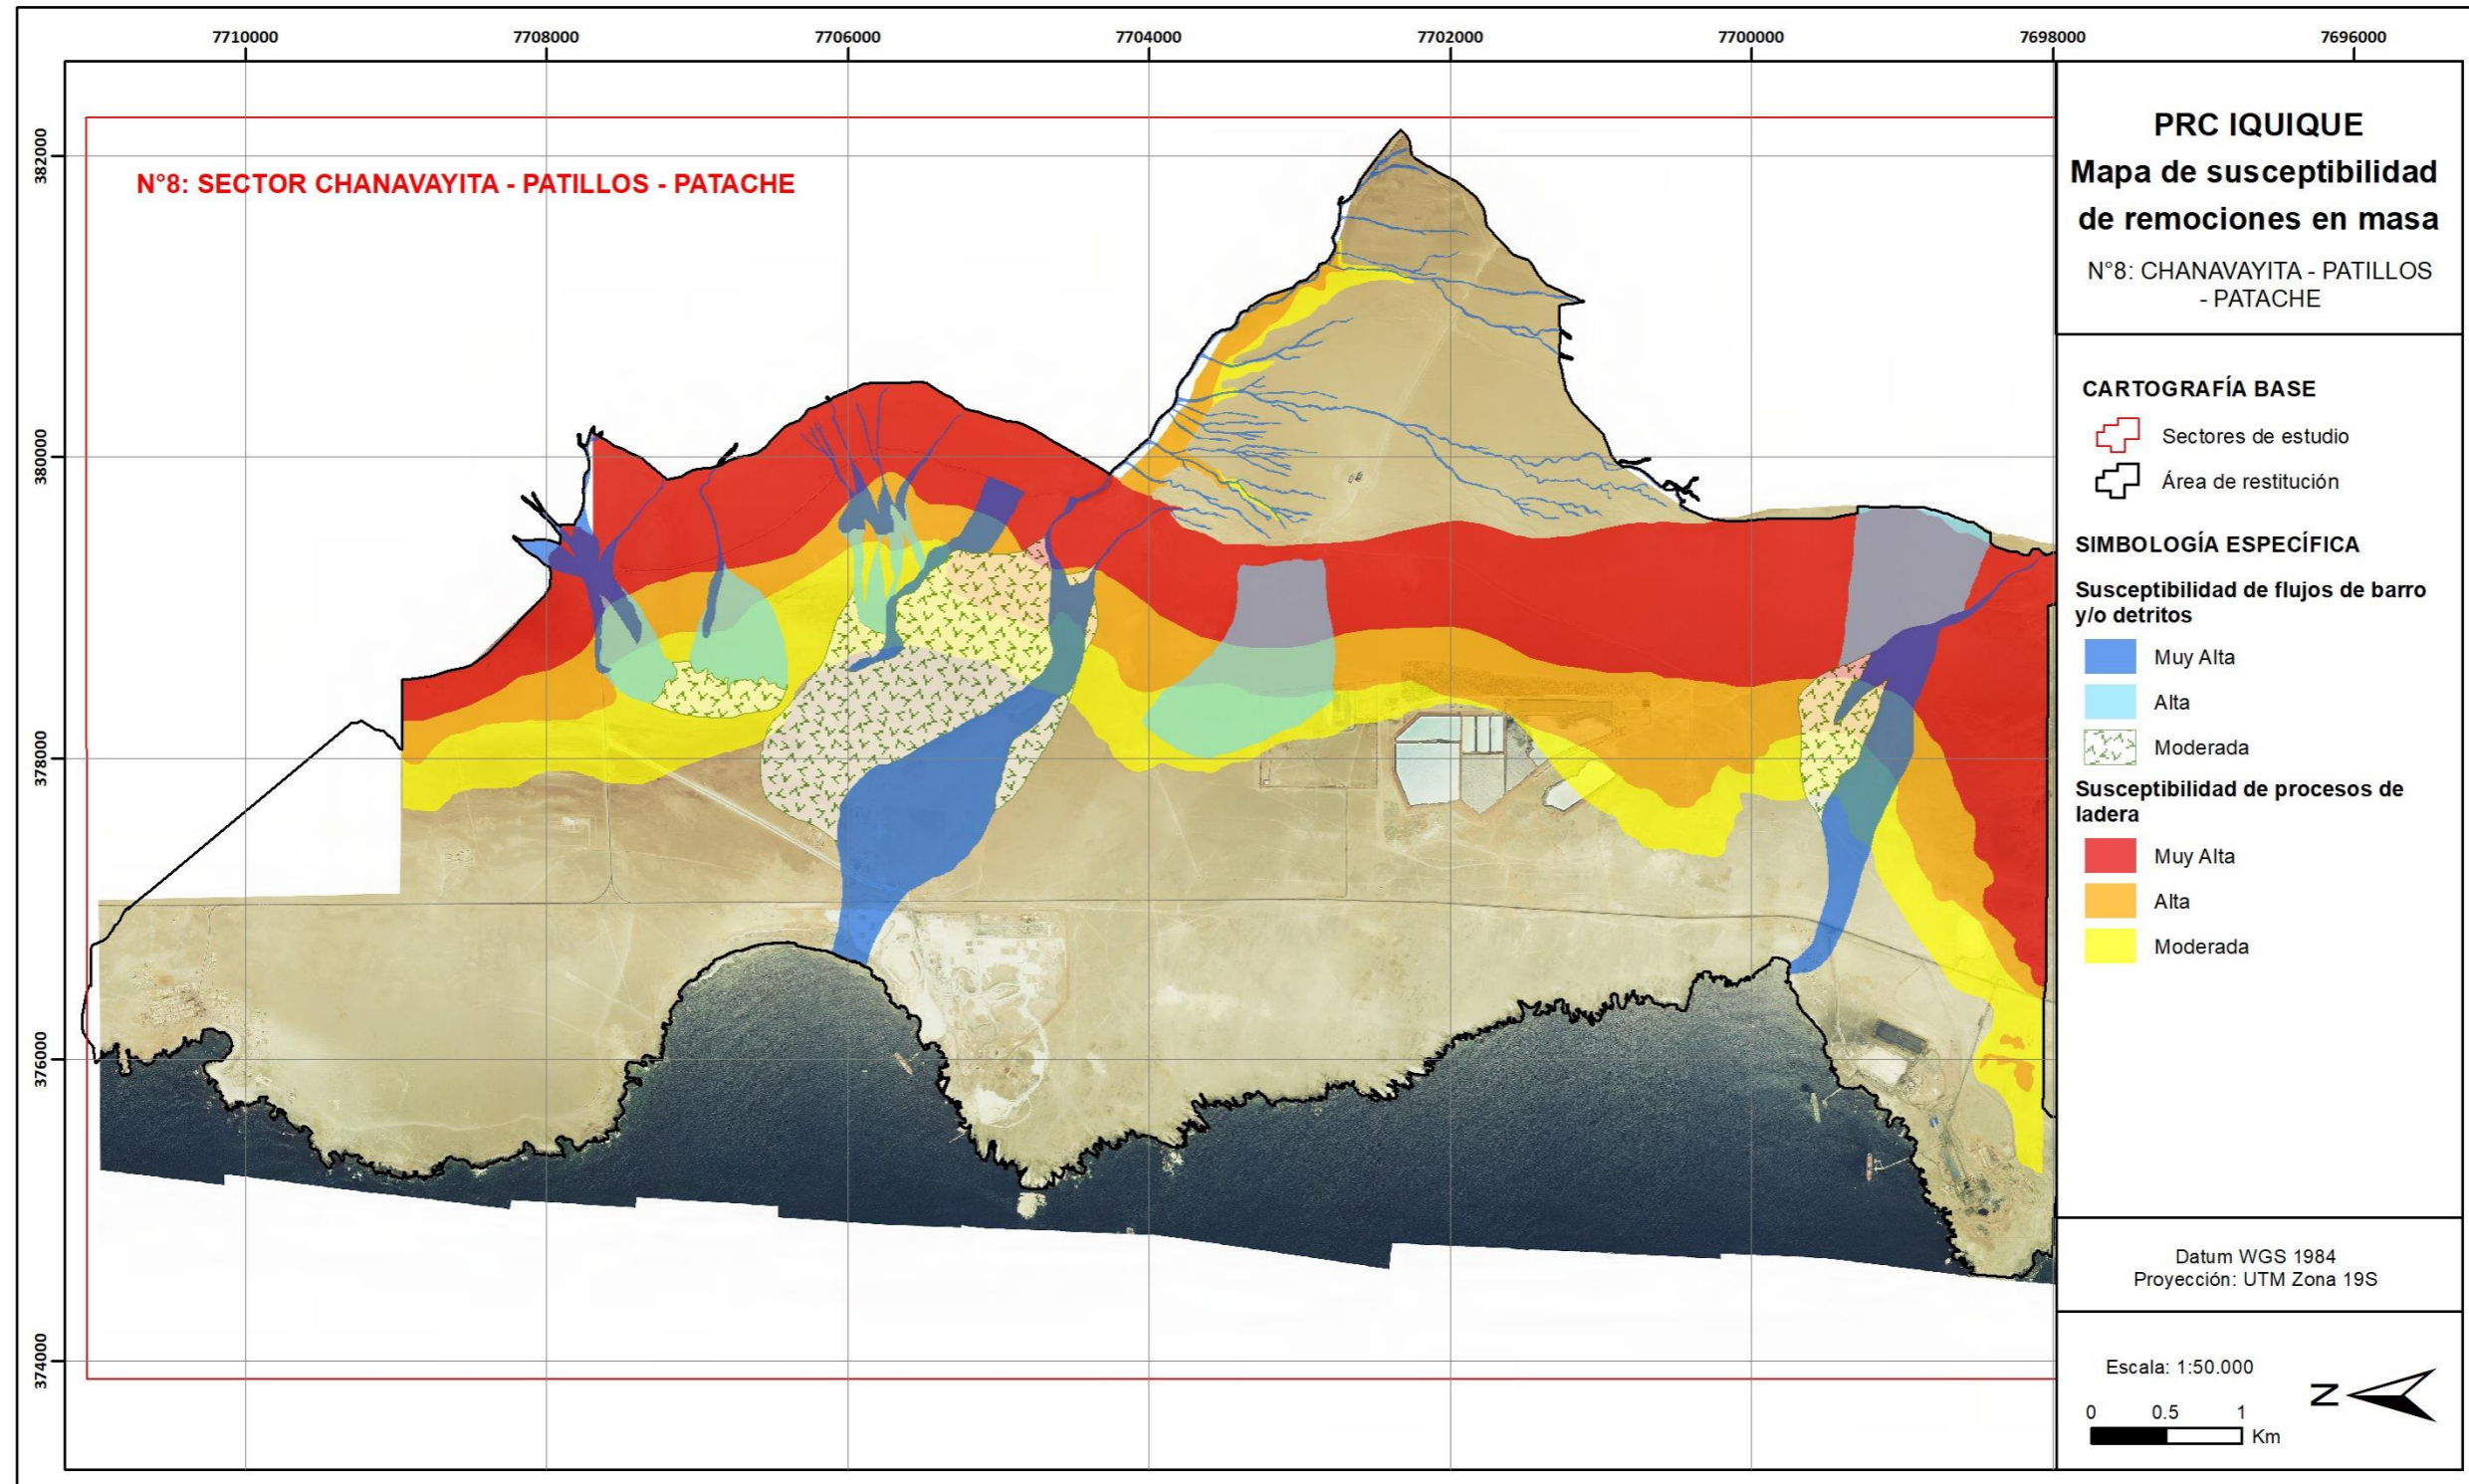 7710000 7708000 7706000 7704000 7702000 7700000 7698000 7696000
382000
380000
378000
376000
374000
N°8: SECTOR CHANAVAYITA - PATILLOS - PATACHE
PRC IQUIQUE
Mapa de susceptibilidad
de remociones en masa
N°8: CHANAVAYITA - PATILLOS
- PATACHE
CARTOGRAFÍA BASE
Sectores de estudio
Área de restitución
SIMBOLOGÍA ESPECÍFICA
Susceptibilidad de flujos de barro
y/o detritos
Muy Alta
Alta
Moderada
Susceptibilidad de procesos de
ladera
Muy Alta
Alta
Moderada
Datum WGS 1984
Proyección: UTM Zona 19S
Escala: 1:50.000
0 0.5 1
Km
N